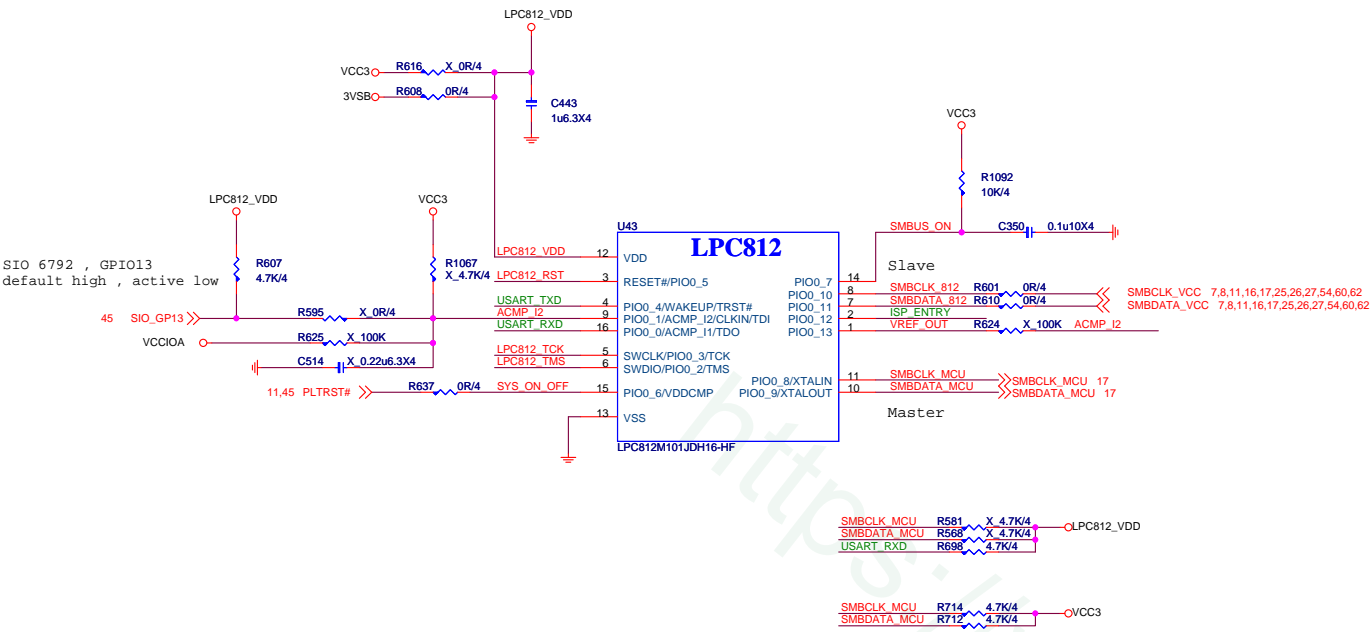 LPC812_VDD
VCC3 R616 X_0R/4
3VSB R608 0R/4
C443
1u6.3X4
VCC3
R1092
10K/4
LPC812_VDD
VCC3
SMBUS_ON C350 0.1u10X4
U43
LPC812
SIO 6792 , GPIO13
default high , active low
R607
4.7K/4
R1067
X_4.7K/4
LPC812_VDD 12 VDD
LPC812_RST 3 RESET#/PIO0_5
USART_TXD 4 PIO0_4/WAKEUP/TRST#
ACMP_I2 9 PIO0_1/ACMP_I2/CLKIN/TDI
USART_RXD 16 PIO0_0/ACMP_I1/TDO
LPC812_TCK 5 SWCLK/PIO0_3/TCK
LPC812_TMS 6 SWDIO/PIO0_2/TMS
SYS_ON_OFF 15 PIO0_6/VDDCMP
13 VSS
Slave
PIO0_7 14
PIO0_10 8 SMBCLK_812 R601 0R/4 SMBCLK_VCC 7,8,11,16,17,25,26,27,54,60,62
PIO0_11 7 SMBDATA_812 R610 0R/4 SMBDATA_VCC 7,8,11,16,17,25,26,27,54,60,62
PIO0_12 2 ISP_ENTRY
PIO0_13 1 VREF_OUT R624 X_100K ACMP_I2
PIO0_8/XTALIN 11 SMBCLK_MCU SMBCLK_MCU 17
PIO0_9/XTALOUT 10 SMBDATA_MCU SMBDATA_MCU 17
Master
45 SIO_GP13 R595 X_0R/4
VCCIOA R625 X_100K
C514 X_0.22u6.3X4
11,45 PLTRST# R637 0R/4
LPC812M101JDH16-HF
https:/
SMBCLK_MCU R581 X_4.7K/4 LPC812_VDD
SMBDATA_MCU R568 X_4.7K/4
USART_RXD R698 4.7K/4
SMBCLK_MCU R714 4.7K/4 VCC3
SMBDATA_MCU R712 4.7K/4